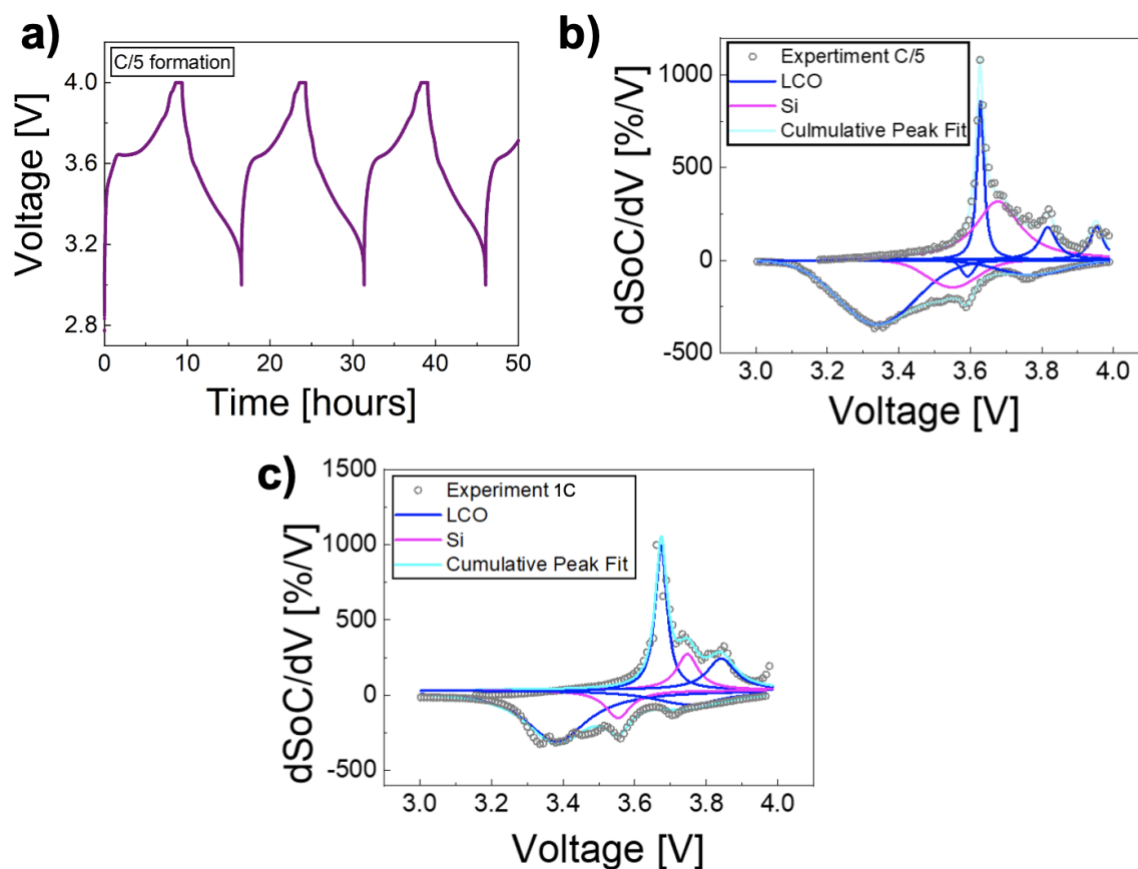 a)
C/5 formation
4.0
3.6
3.2
2.8
Voltage [V]
0 10 20 30 40 50
Time [hours]
b)
Expertiment C/5
LCO
Si
Culmulative Peak Fit
1000
500
0
-500
dSoC/dV [%/V]
3.0 3.2 3.4 3.6 3.8 4.0
Voltage [V]
c)
Experiment 1C
LCO
Si
Cumulative Peak Fit
1500
1000
500
0
-500
dSoC/dV [%/V]
3.0 3.2 3.4 3.6 3.8 4.0
Voltage [V]